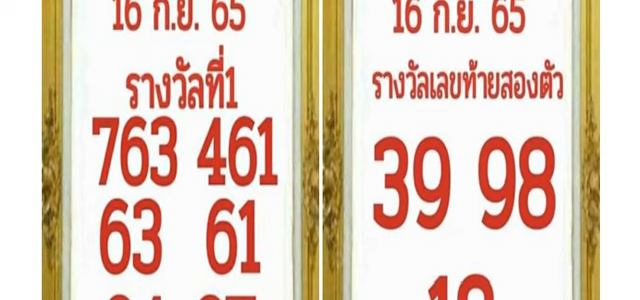 16 ก.ย. 65
รางวัลที่1
763 461
63 61
16 ก.ย. 65
รางวัลเลขท้ายสองตัว
39 98